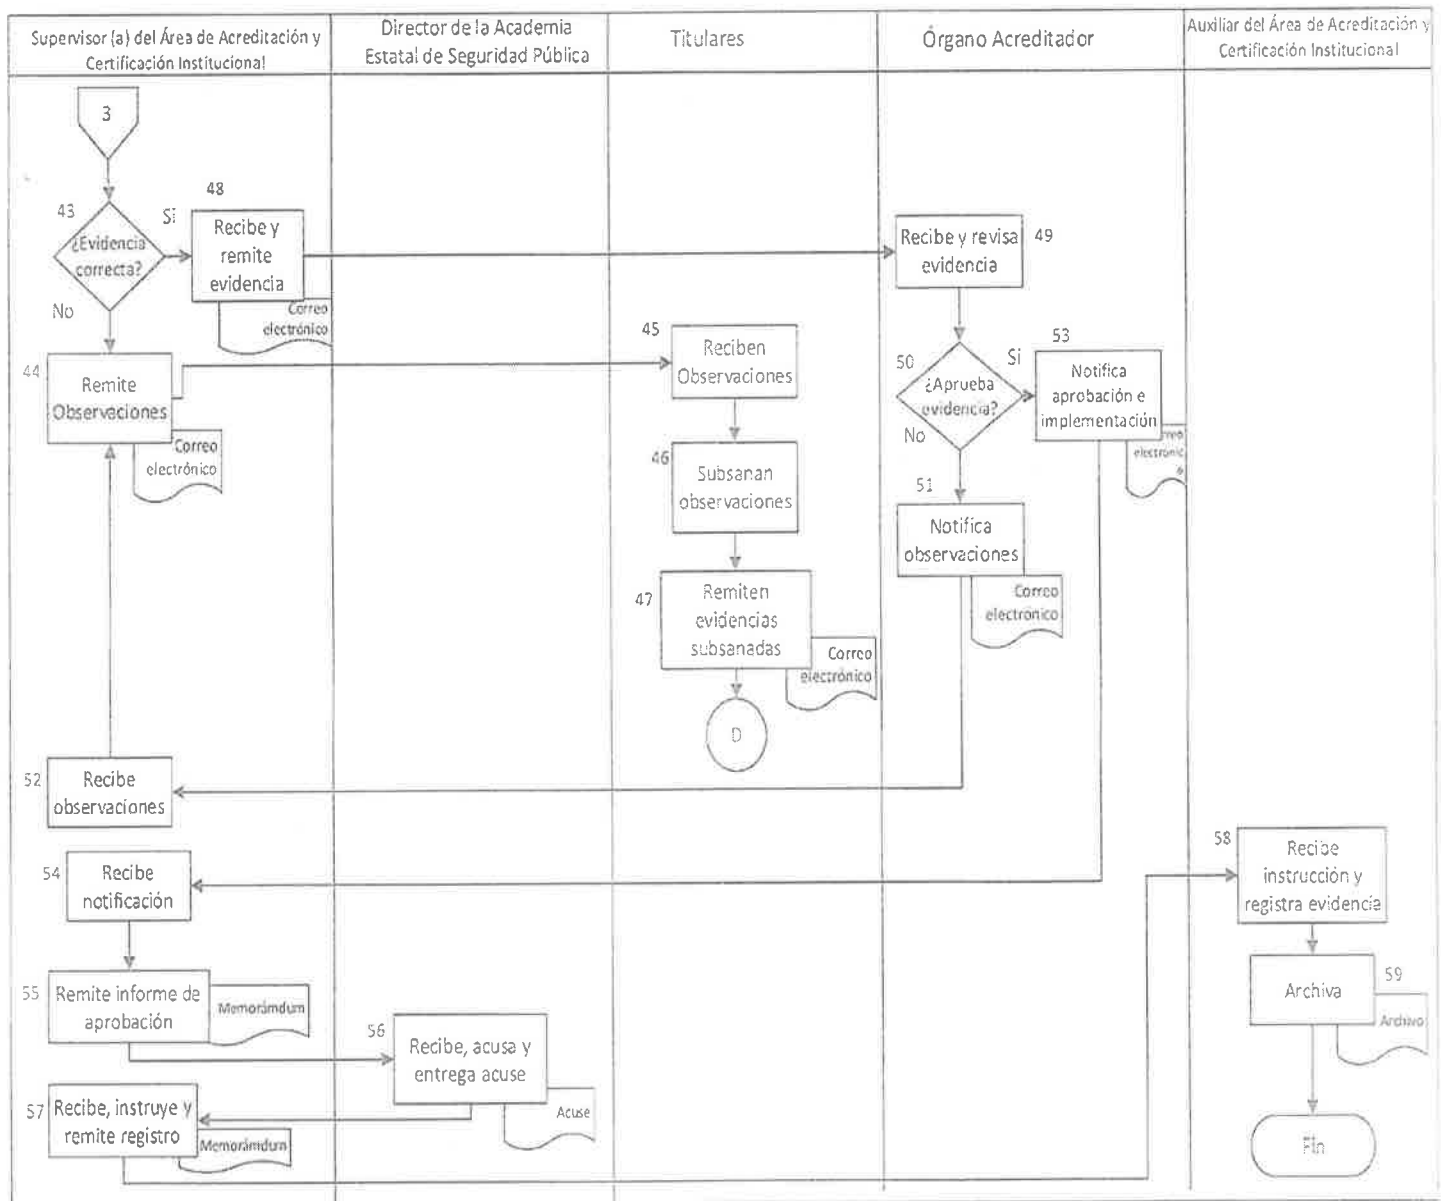 Supervisor (a) del Área de Acreditación y
Certificación Institucional
Director de la Academia
Estatal de Seguridad Pública
Titulares
Órgano Acreditador
Auxiliar del Área de Acreditación y
Certificación Institucional
3
43
¿Evidencia
correcta?
Si
No
48
Recibe y
remite
evidencia
Correo
electrónico
49
Recibe y revisa
evidencia
44
Remite
Observaciones
Correo
electrónico
45
Reciben
Observaciones
46
Subsanan
observaciones
47
Remiten
evidencias
subsanadas
Correo
electrónico
D
50
¿Aprueba
evidencia?
Si
No
53
Notifica
aprobación e
implementación
rreo
electrónic
o
51
Notifica
observaciones
Correo
electrónico
52
Recibe
observaciones
54
Recibe
notificación
55
Remite informe de
aprobación
Memorámdum
56
Recibe, acusa y
entrega acuse
Acuse
57
Recibe, instruye y
remite registro
Memorámdum
58
Recibe
instrucción y
registra evidencia
59
Archiva
Archivo
Fin